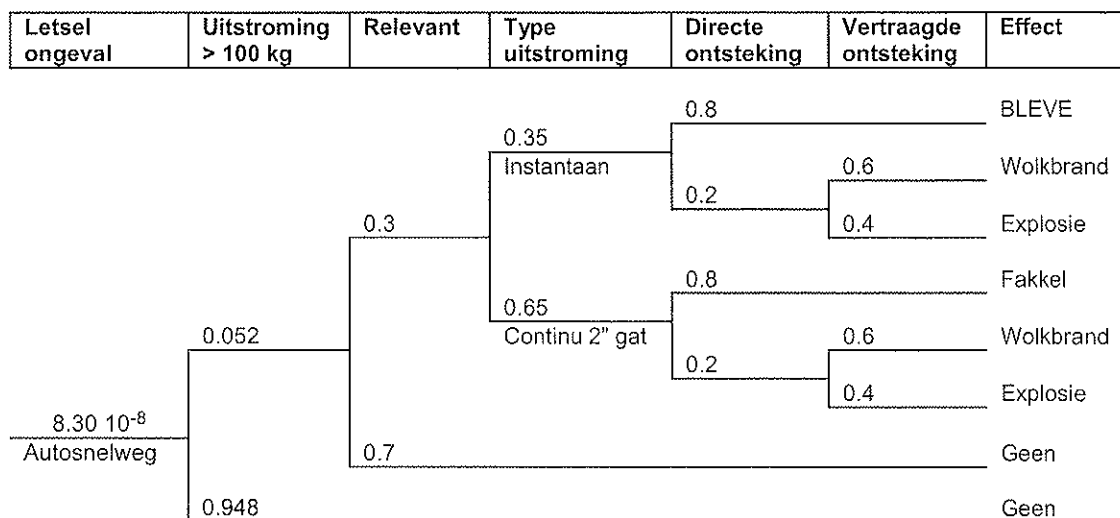 Letsel ongeval
Uitstroming > 100 kg
Relevant
Type uitstroming
Directe ontsteking
Vertraagde ontsteking
Effect
0.8
BLEVE
0.35
Instantaan
0.6
Wolkbrand
0.2
0.4
Explosie
0.3
0.8
Fakkel
0.65
Continu 2" gat
0.052
0.6
Wolkbrand
0.2
0.4
Explosie
8.30 10-8
Autosnelweg
0.7
Geen
0.948
Geen